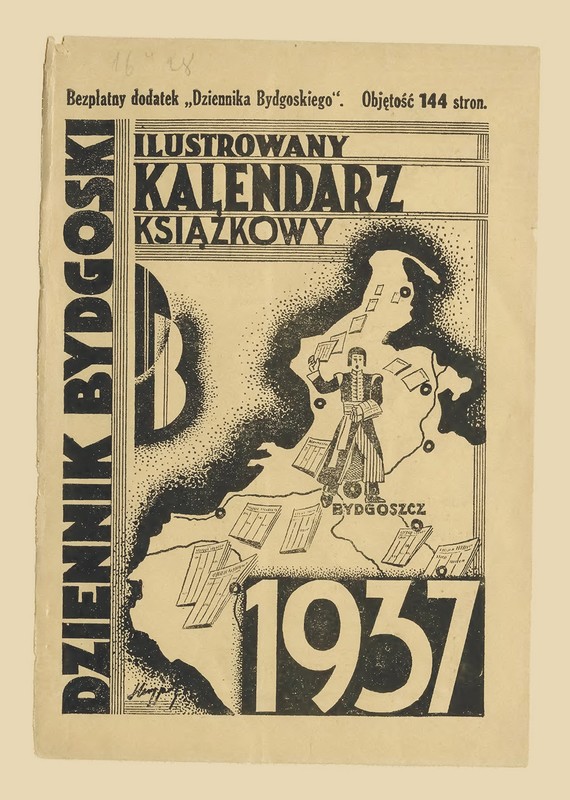 Bezpłatny dodatek „Dziennika Bydgoskiego“. Objętość 144 stron.
DZIENNIK BYDGOSKI
ILUSTROWANY
KALENDARZ
KSIĄŻKOWY
BYDGOSZCZ
1937